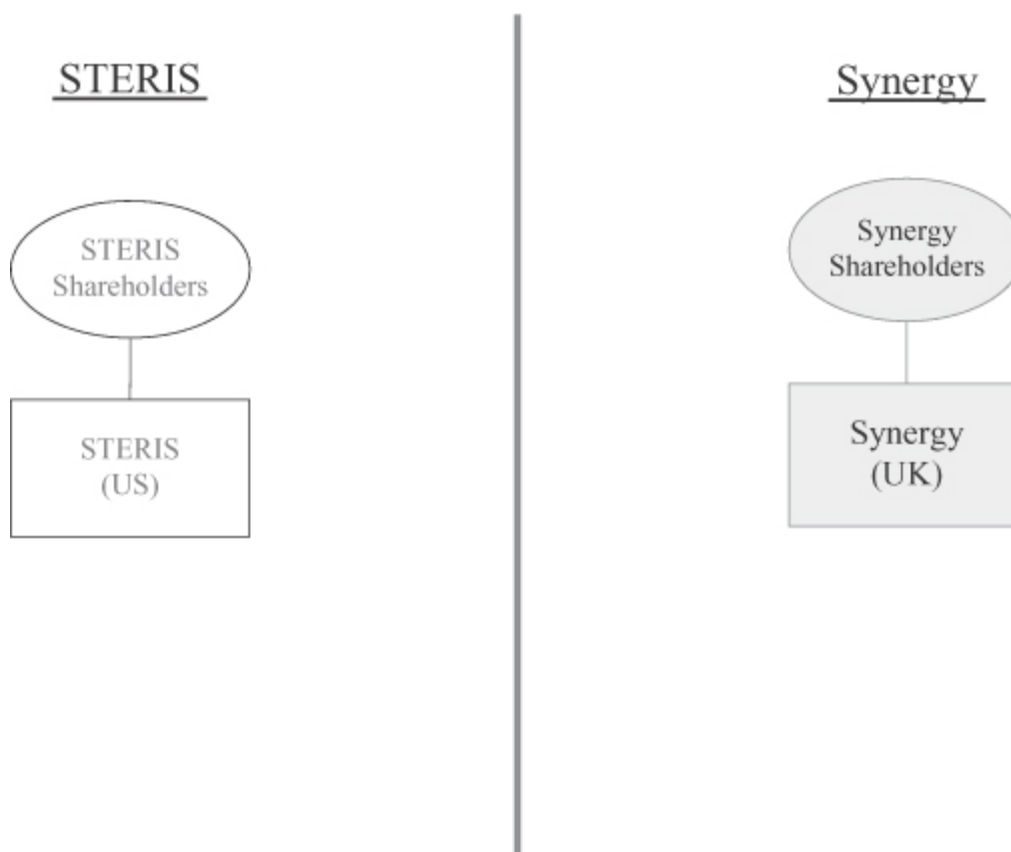 STERIS
STERIS
Shareholders
STERIS
(US)
Synergy
Synergy
Shareholders
Synergy
(UK)